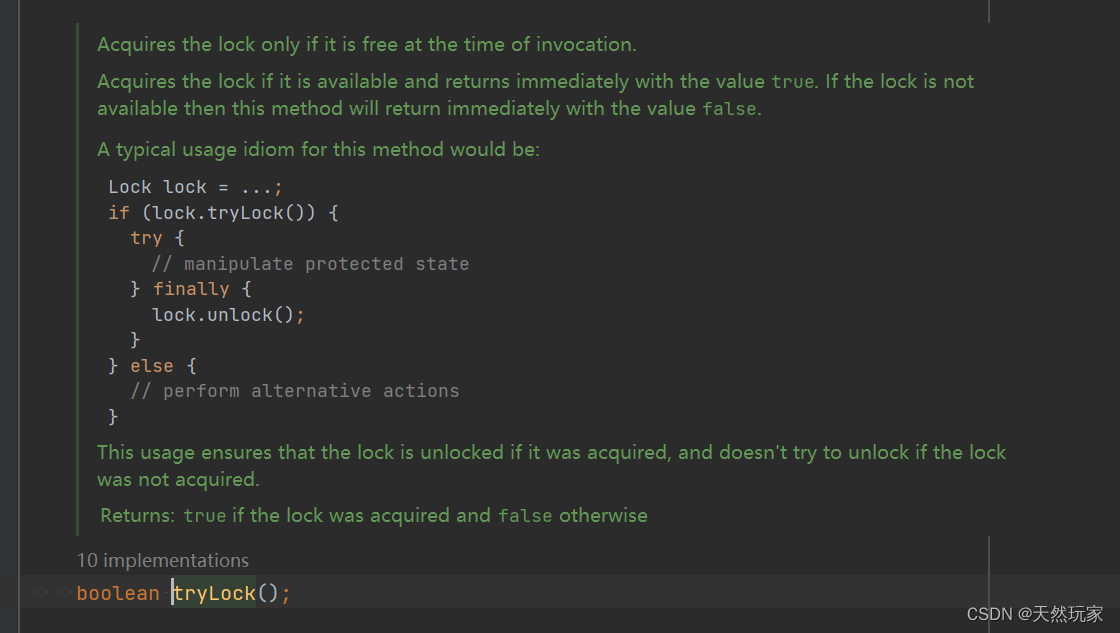 Acquires the lock only if it is free at the time of invocation.
Acquires the lock if it is available and returns immediately with the value true. If the lock is not
available then this method will return immediately with the value false.
A typical usage idiom for this method would be:
Lock lock = ...;
if (lock.tryLock()) {
try {
// manipulate protected state
} finally {
lock.unlock();
}
} else {
// perform alternative actions
}
This usage ensures that the lock is unlocked if it was acquired, and doesn't try to unlock if the lock
was not acquired.
Returns: true if the lock was acquired and false otherwise
10 implementations
boolean tryLock();
CSDN @天然玩家